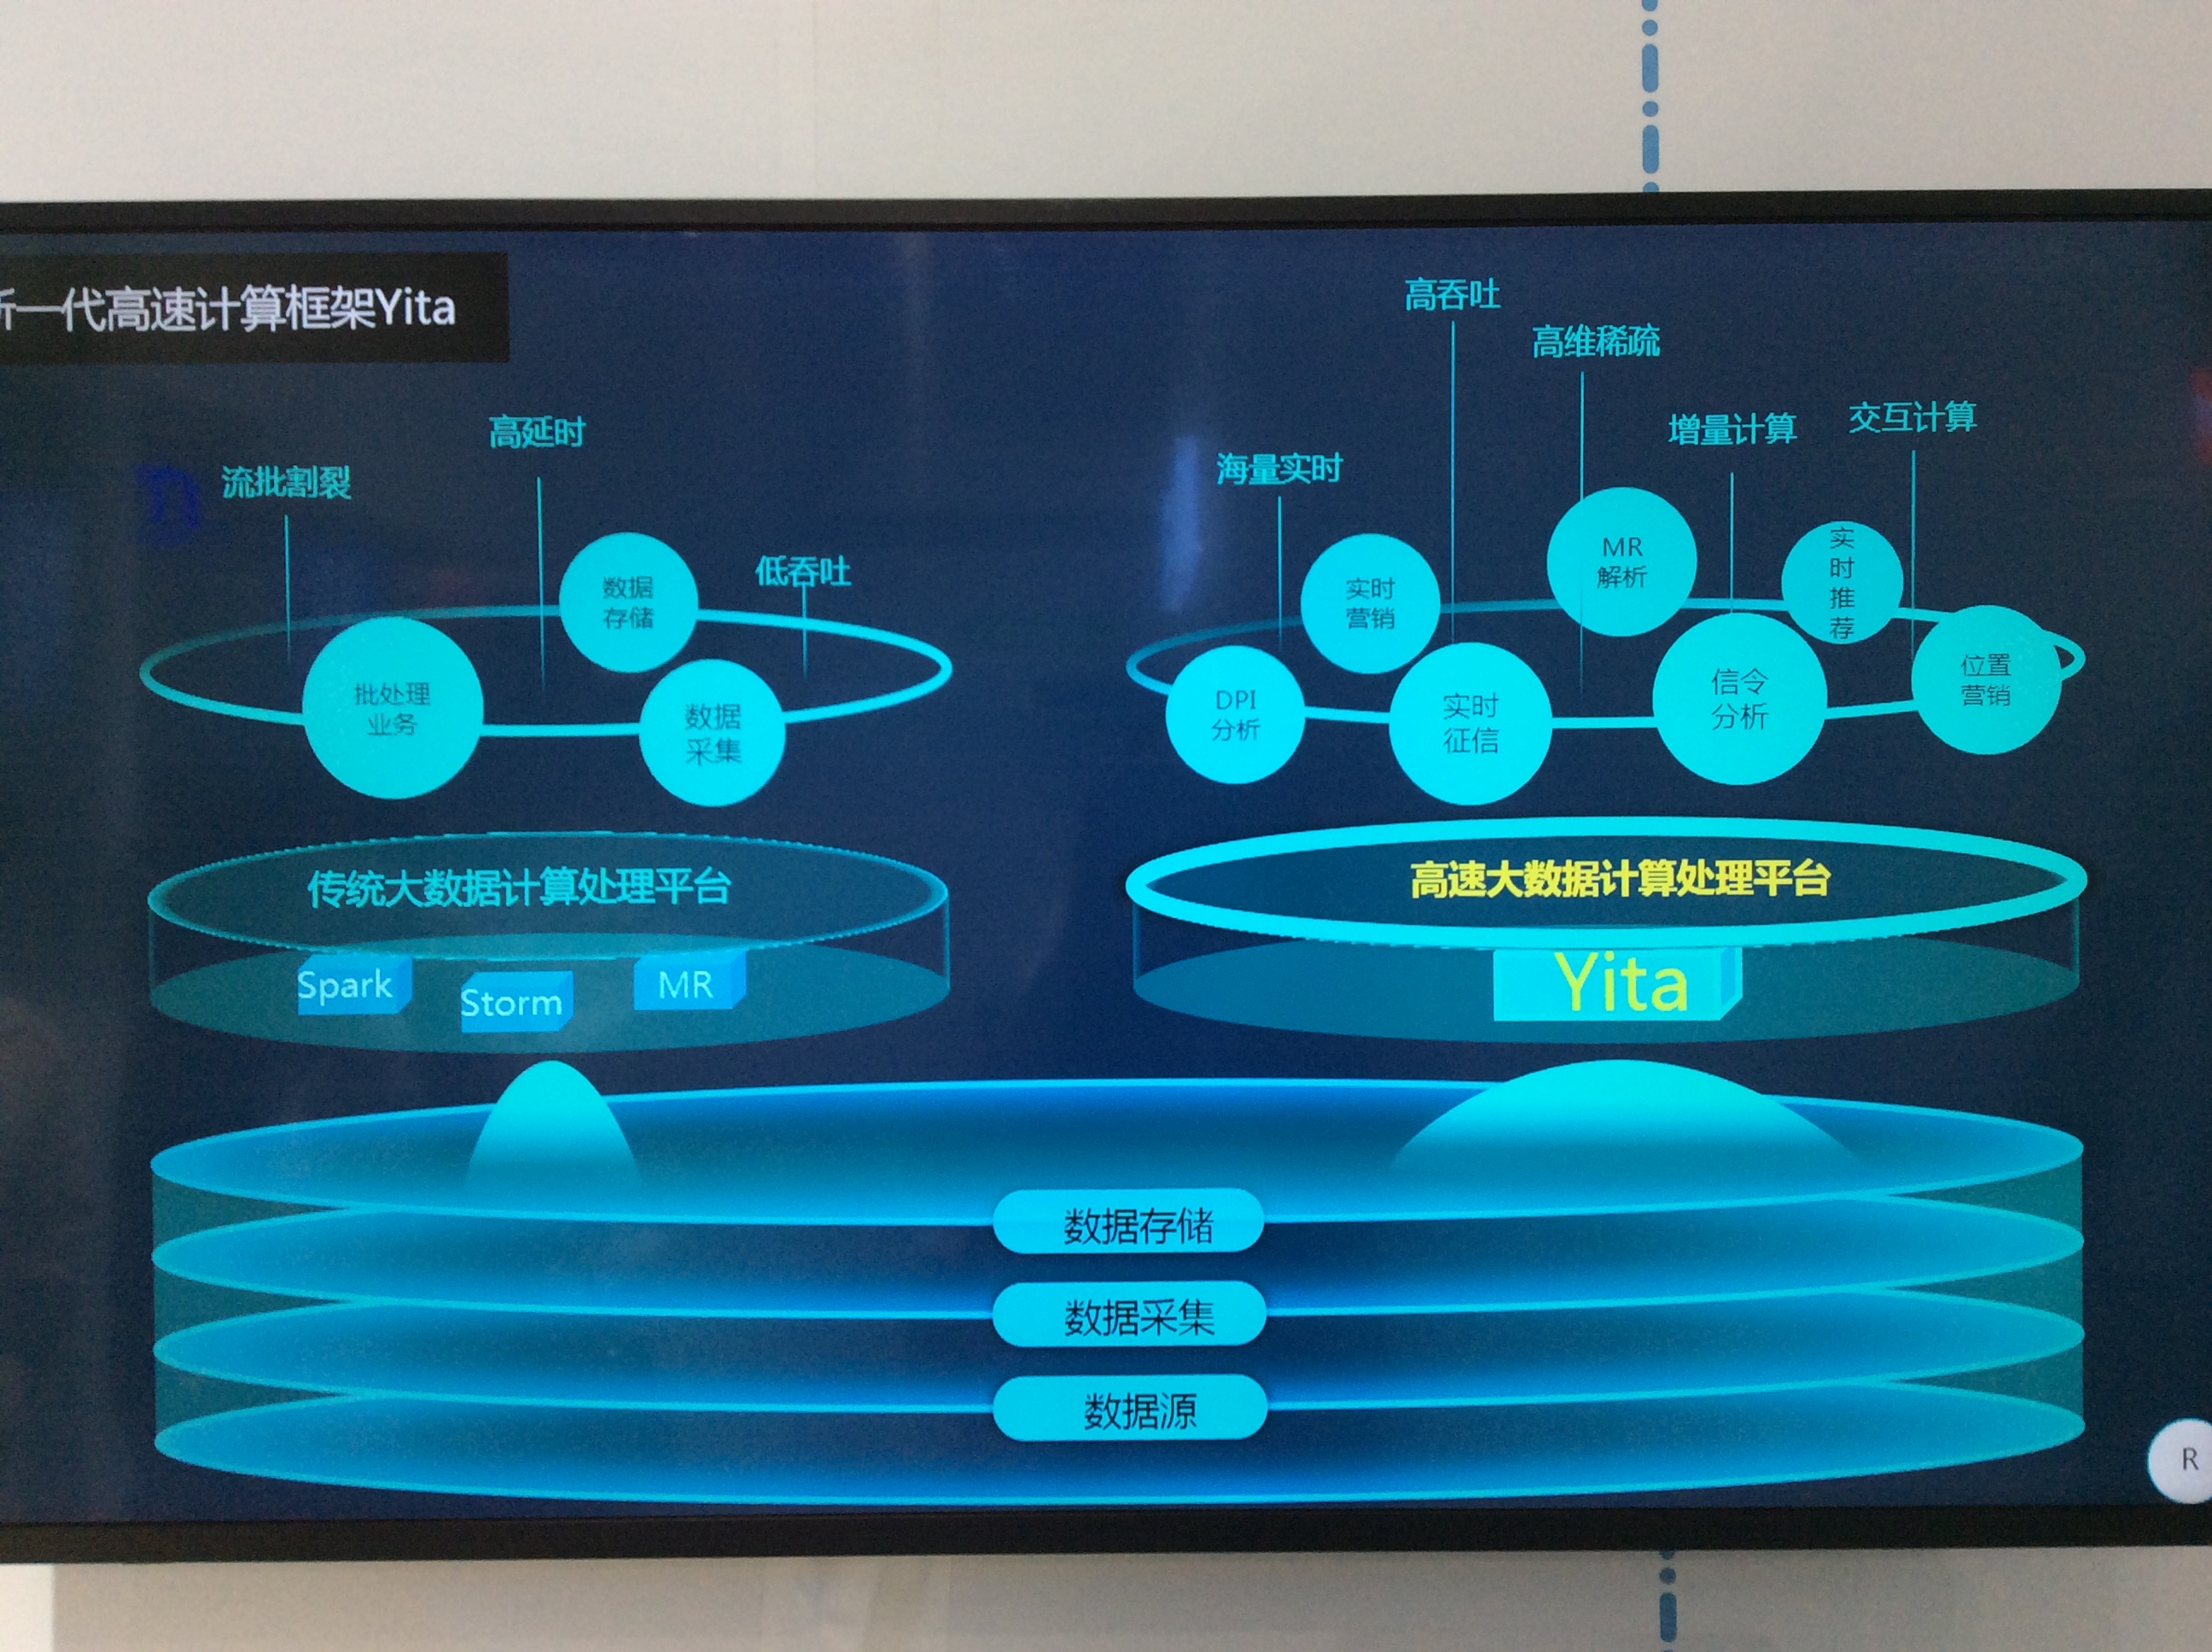 新一代高速计算框架Yita
流批割裂
高延时
低吞吐
数据
存储
批处理
业务
数据
采集
传统大数据计算处理平台
Spark
Storm
MR
海量实时
高吞吐
高维稀疏
增量计算
交互计算
DPI
分析
实时
营销
实时
征信
MR
解析
信令
分析
实
时
推
荐
位置
营销
高速大数据计算处理平台
Yita
数据存储
数据采集
数据源
R